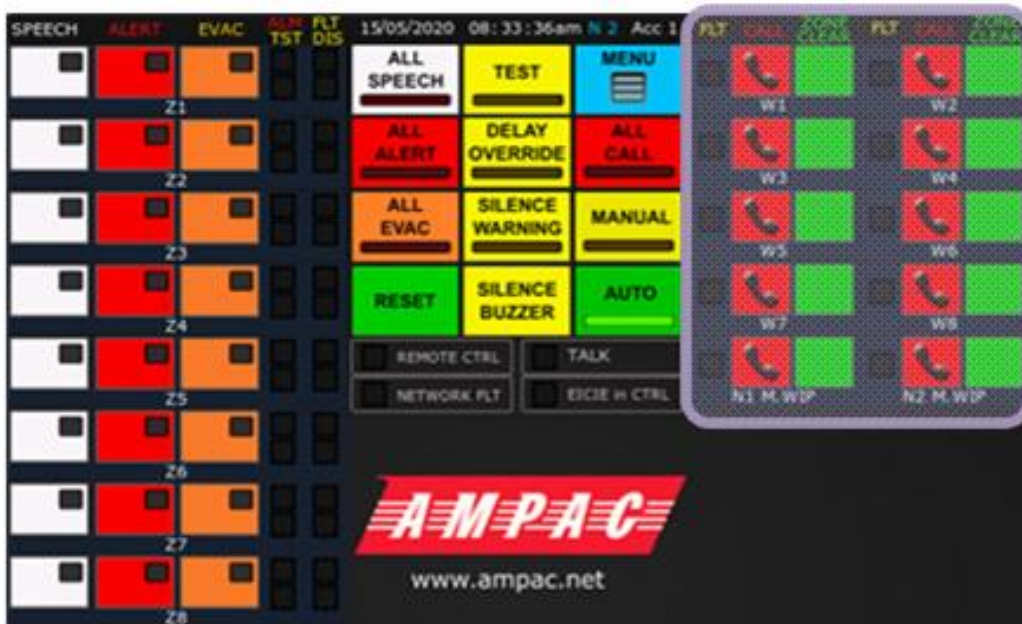 SPEECH ALERT EVAC ALM TST FLT DIS
15/05/2020 08:33:36am N 2 Acc 1
FLT CALL ZONE CLEAR FLT CALL ZONE CLEAR
Z1
Z2
Z3
Z4
Z5
Z6
Z7
Z8
ALL SPEECH
TEST
MENU
ALL ALERT
DELAY OVERRIDE
ALL CALL
ALL EVAC
SILENCE WARNING
MANUAL
RESET
SILENCE BUZZER
AUTO
REMOTE CTRL
TALK
NETWORK FLT
EICIE in CTRL
AMPAC
www.ampac.net
W1 W2
W3 W4
W5 W6
W7 W8
N1 M.WIP N2 M.WIP